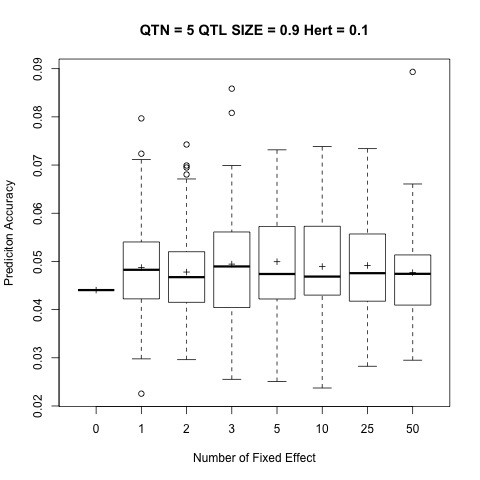 QTN = 5 QTL SIZE = 0.9 Hert = 0.1
0.09
0.08
0.07
0.06
0.05
0.04
0.03
0.02
Prediciton Accuracy
0 1 2 3 5 10 25 50
Number of Fixed Effect